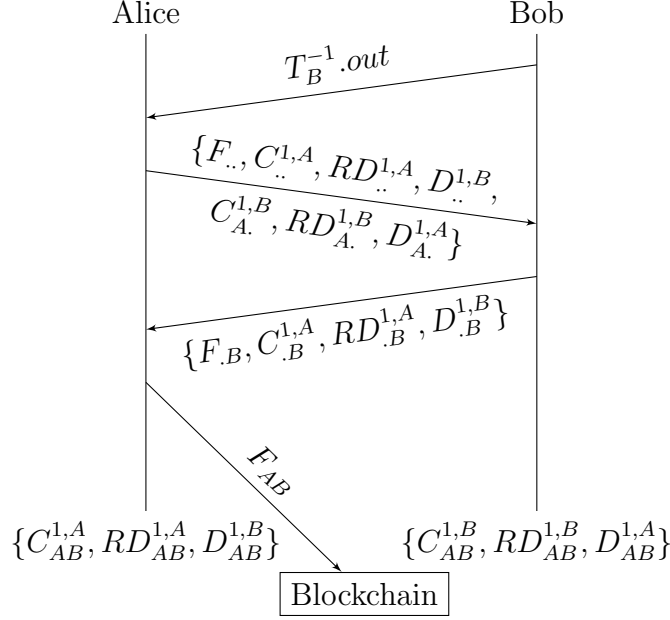 Alice Bob
T_B^{-1}.out
{F_{..}, C_{..}^{1,A}, RD_{..}^{1,A}, D_{..}^{1,B},
C_{A.}^{1,B}, RD_{A.}^{1,B}, D_{A.}^{1,A}}
{F_{.B}, C_{.B}^{1,A}, RD_{.B}^{1,A}, D_{.B}^{1,B}}
F_{AB}
{C_{AB}^{1,A}, RD_{AB}^{1,A}, D_{AB}^{1,B}} {C_{AB}^{1,B}, RD_{AB}^{1,B}, D_{AB}^{1,A}}
Blockchain